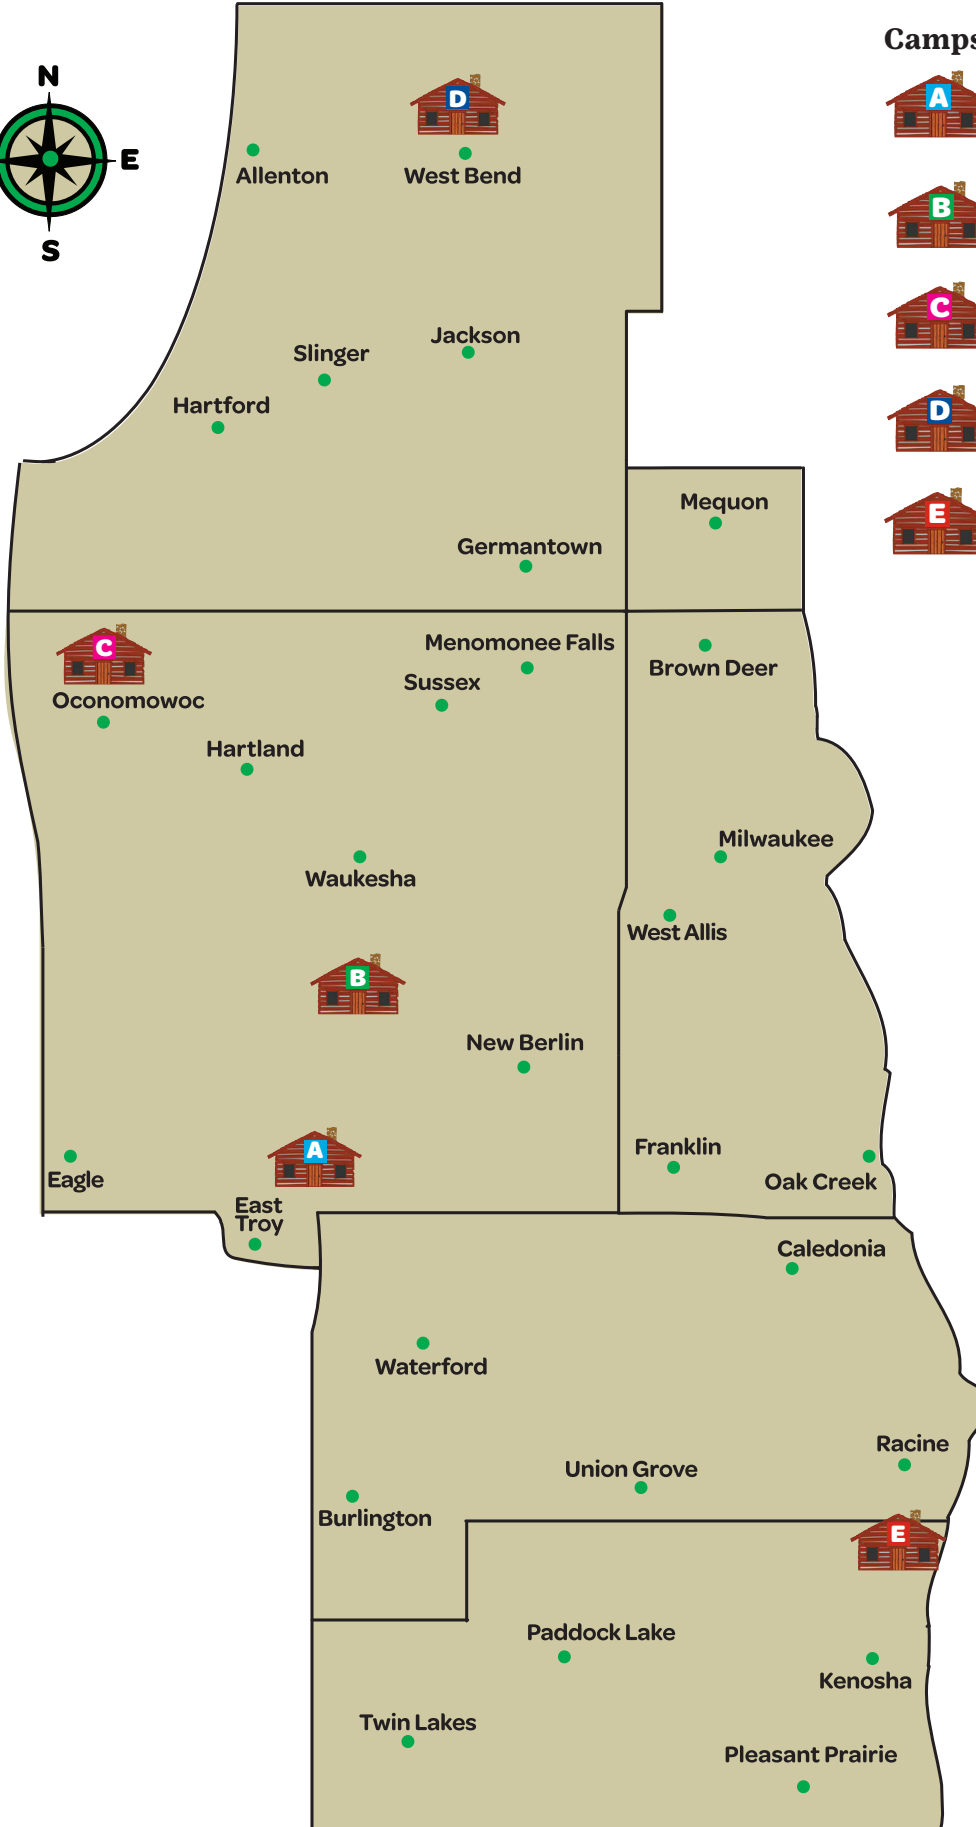 Camps
N
E
S
A
B
C
D
E
D
Allenton
West Bend
Jackson
Slinger
Hartford
Mequon
Germantown
C
Menomonee Falls
Brown Deer
Sussex
Oconomowoc
Hartland
Milwaukee
Waukesha
West Allis
B
New Berlin
A
Franklin
Eagle
Oak Creek
East
Troy
Caledonia
Waterford
Racine
Union Grove
Burlington
E
Paddock Lake
Kenosha
Twin Lakes
Pleasant Prairie